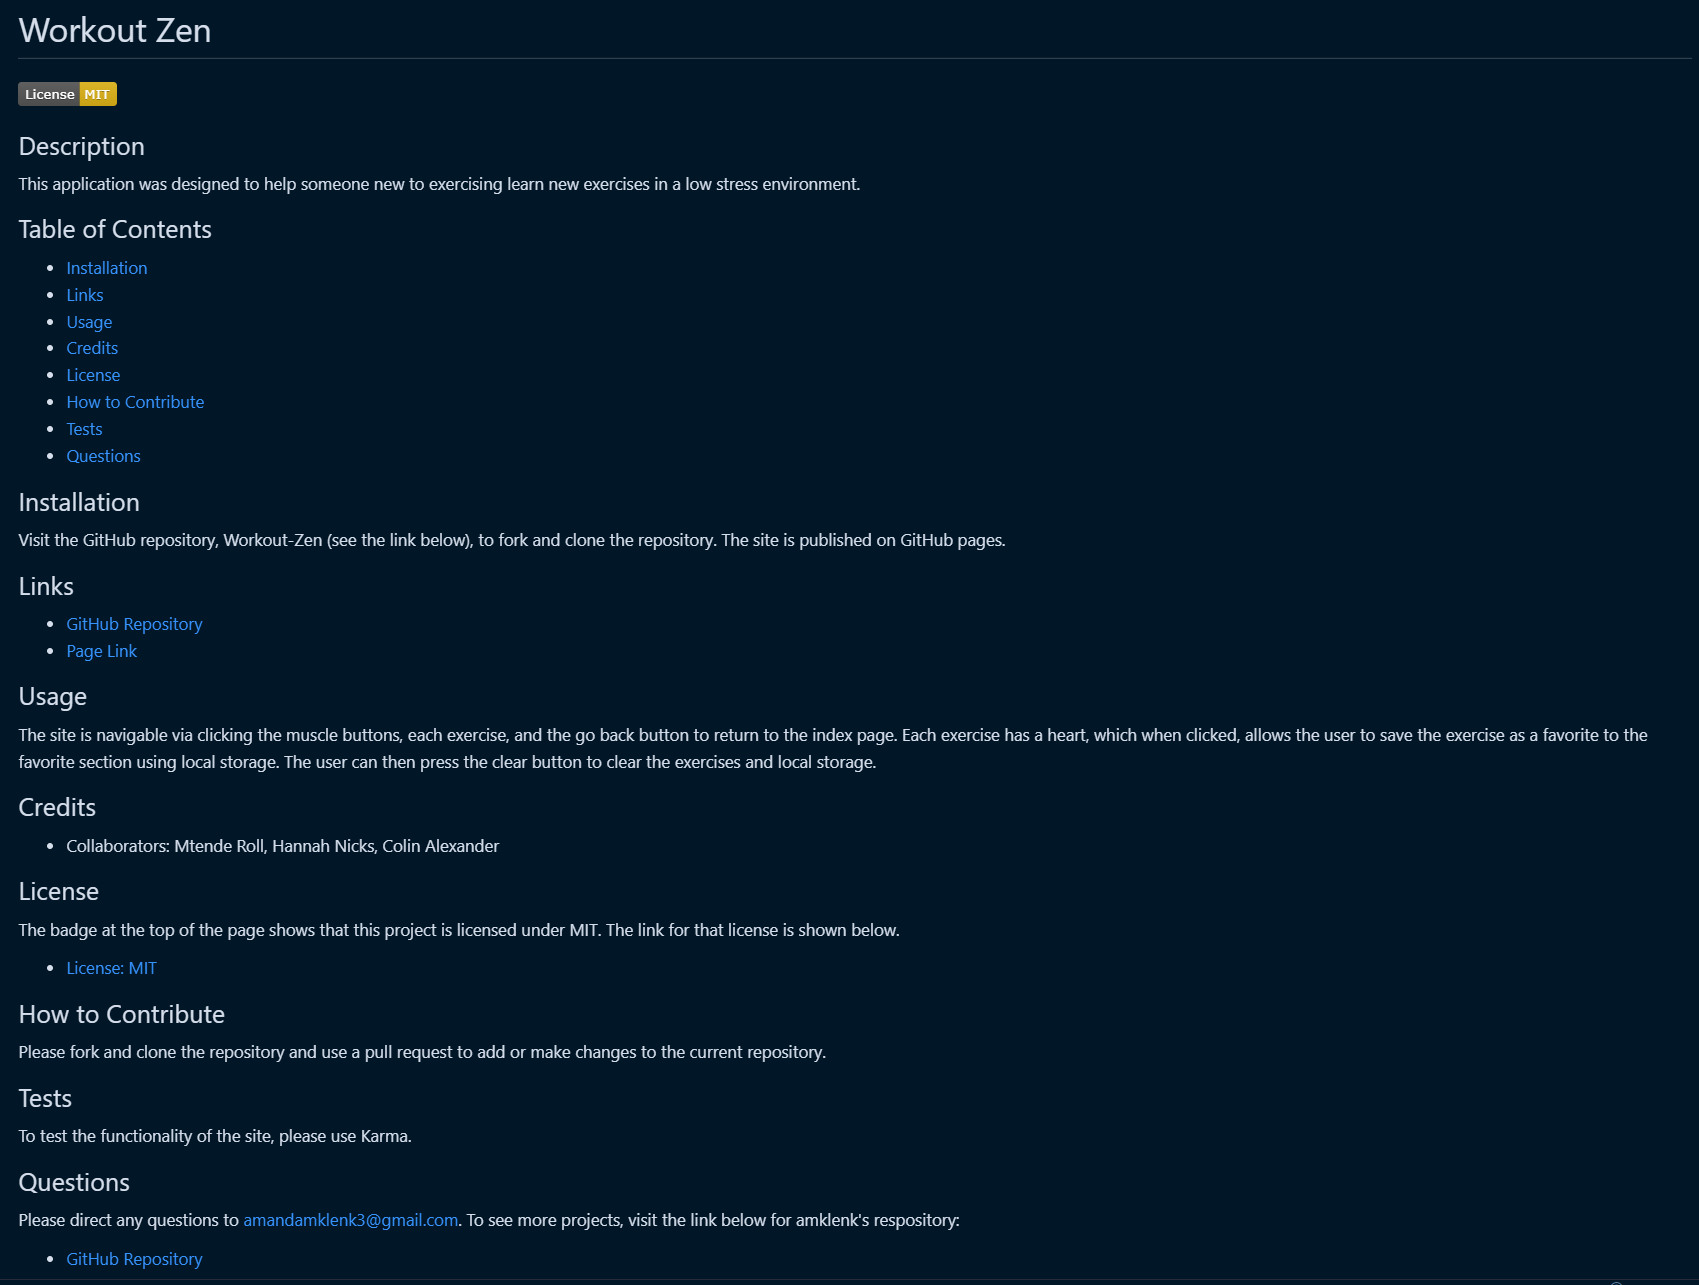 Workout Zen
License MIT
Description
This application was designed to help someone new to exercising learn new exercises in a low stress environment.
Table of Contents
Installation
Links
Usage
Credits
License
How to Contribute
Tests
Questions
Installation
Visit the GitHub repository, Workout-Zen (see the link below), to fork and clone the repository. The site is published on GitHub pages.
Links
GitHub Repository
Page Link
Usage
The site is navigable via clicking the muscle buttons, each exercise, and the go back button to return to the index page. Each exercise has a heart, which when clicked, allows the user to save the exercise as a favorite to the
favorite section using local storage. The user can then press the clear button to clear the exercises and local storage.
Credits
Collaborators: Mtende Roll, Hannah Nicks, Colin Alexander
License
The badge at the top of the page shows that this project is licensed under MIT. The link for that license is shown below.
License: MIT
How to Contribute
Please fork and clone the repository and use a pull request to add or make changes to the current repository.
Tests
To test the functionality of the site, please use Karma.
Questions
Please direct any questions to amandamklenk3@gmail.com. To see more projects, visit the link below for amklenk's respository:
GitHub Repository